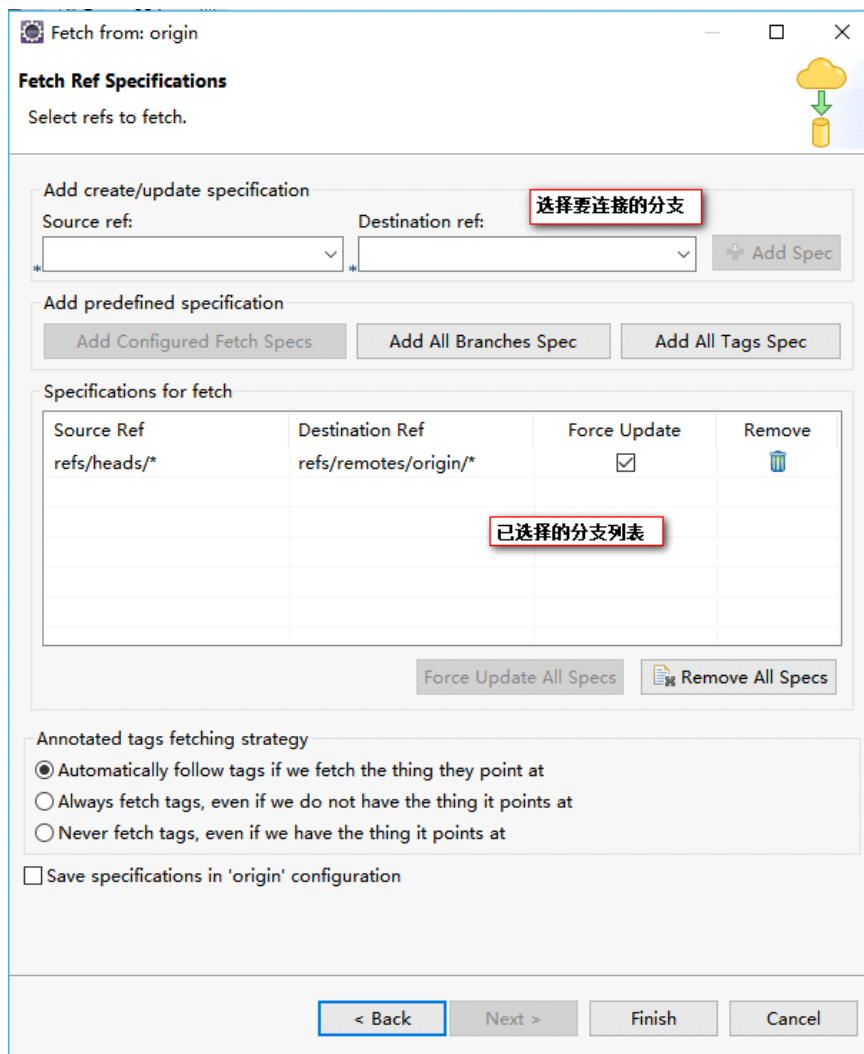 Fetch from: origin
Fetch Ref Specifications
Select refs to fetch.
Add create/update specification
选择要连接的分支
Source ref:
Destination ref:
*
*
Add Spec
Add predefined specification
Add Configured Fetch Specs
Add All Branches Spec
Add All Tags Spec
Specifications for fetch
Source Ref Destination Ref Force Update Remove
refs/heads/* refs/remotes/origin/*
已选择的分支列表
Force Update All Specs
Remove All Specs
Annotated tags fetching strategy
Automatically follow tags if we fetch the thing they point at
Always fetch tags, even if we do not have the thing it points at
Never fetch tags, even if we have the thing it points at
Save specifications in 'origin' configuration
< Back
Next >
Finish
Cancel